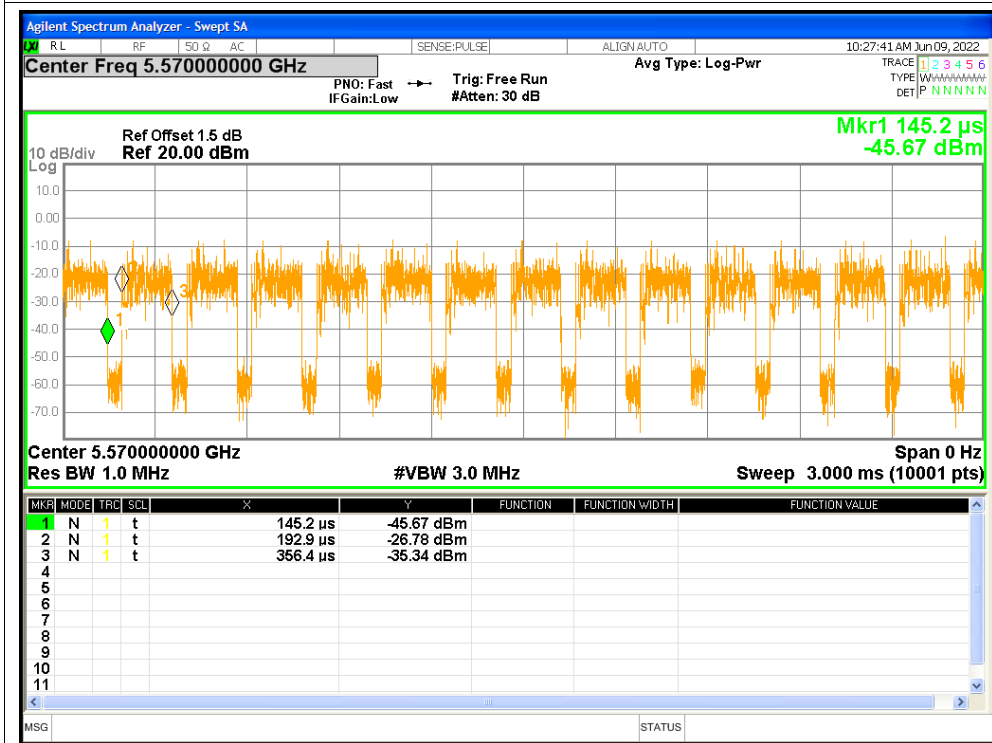 Agilent Spectrum Analyzer - Swept SA
LXI RL RF 50 Ω AC SENSE:PULSE ALIGN AUTO 10:27:41 AM Jun 09, 2022
Center Freq 5.570000000 GHz
PNO: Fast
IFGain:Low
Trig: Free Run
#Atten: 30 dB
Avg Type: Log-Pwr
TRACE 1 2 3 4 5 6
TYPE W
DET P N N N N N
Mkr1 145.2 µs
-45.67 dBm
Ref Offset 1.5 dB
10 dB/div Ref 20.00 dBm
Log
10.0
0.00
-10.0
-20.0
-30.0
-40.0
-50.0
-60.0
-70.0
1
3
Center 5.570000000 GHz Span 0 Hz
Res BW 1.0 MHz #VBW 3.0 MHz Sweep 3.000 ms (10001 pts)
MKR MODE TRC SCL X Y FUNCTION FUNCTION WIDTH FUNCTION VALUE
1 N 1 t 145.2 µs -45.67 dBm
2 N 1 t 192.9 µs -26.78 dBm
3 N 1 t 356.4 µs -35.34 dBm
4
5
6
7
8
9
10
11
MSG STATUS